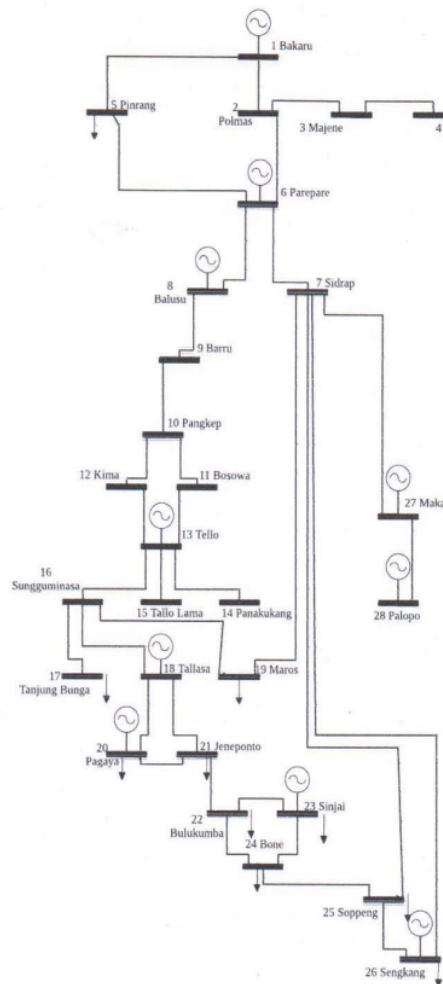 1 Bakaru
5 Pinrang
2
Polmas
3 Majene
4
6 Parepare
8
Balusu
7 Sidrap
9 Barru
10 Pangkep
12 Kima
11 Bosowa
13 Tello
27 Maka
16
Sungguminasa
15 Tallo Lama
14 Panakukang
28 Palopo
17
Tanjung Bunga
18 Tallasa
19 Maros
20
Pagaya
21 Jeneponto
22
Bulukumba
23 Sinjai
24 Bone
25 Soppeng
26 Sengkang